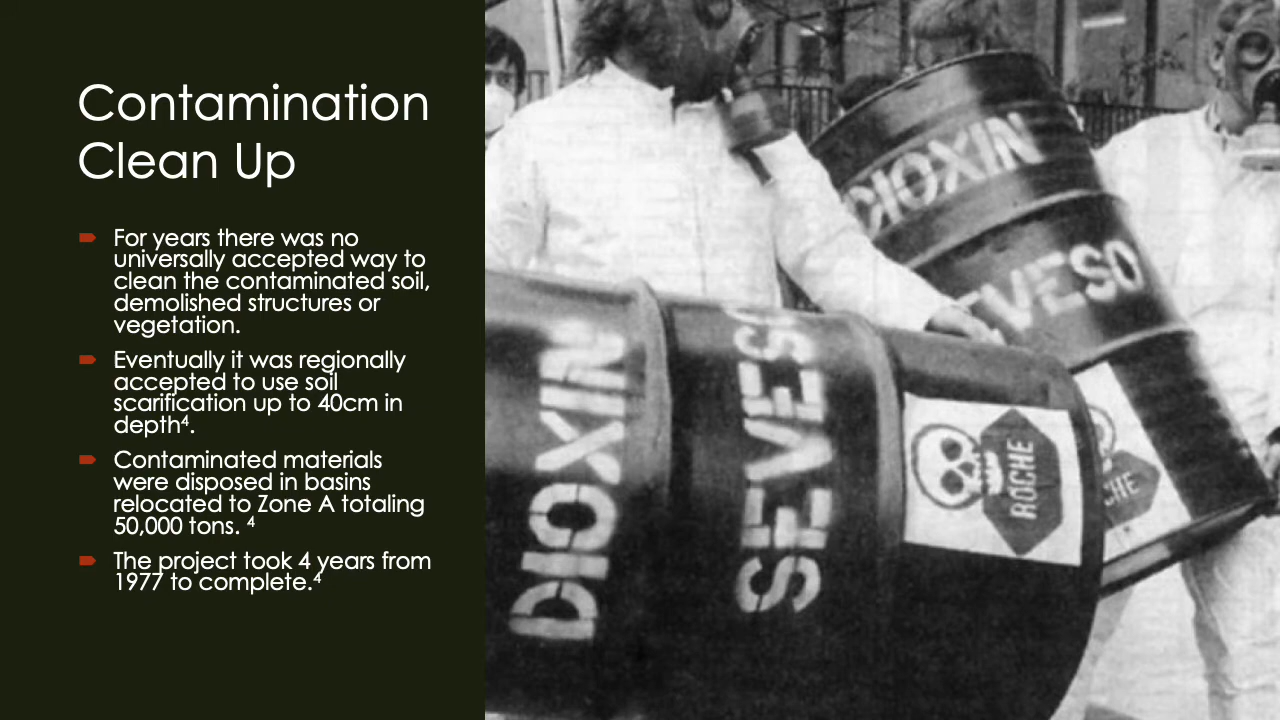 Contamination
Clean Up
For years there was no
universally accepted way to
clean the contaminated soil,
demolished structures or
vegetation.
Eventually it was regionally
accepted to use soil
scarification up to 40cm in
depth⁴.
Contaminated materials
were disposed in basins
relocated to Zone A totaling
50,000 tons. ⁴
The project took 4 years from
1977 to complete.⁴
DIOXIN
VESO
DIOXIN
SEVES
ROCHE
CHE